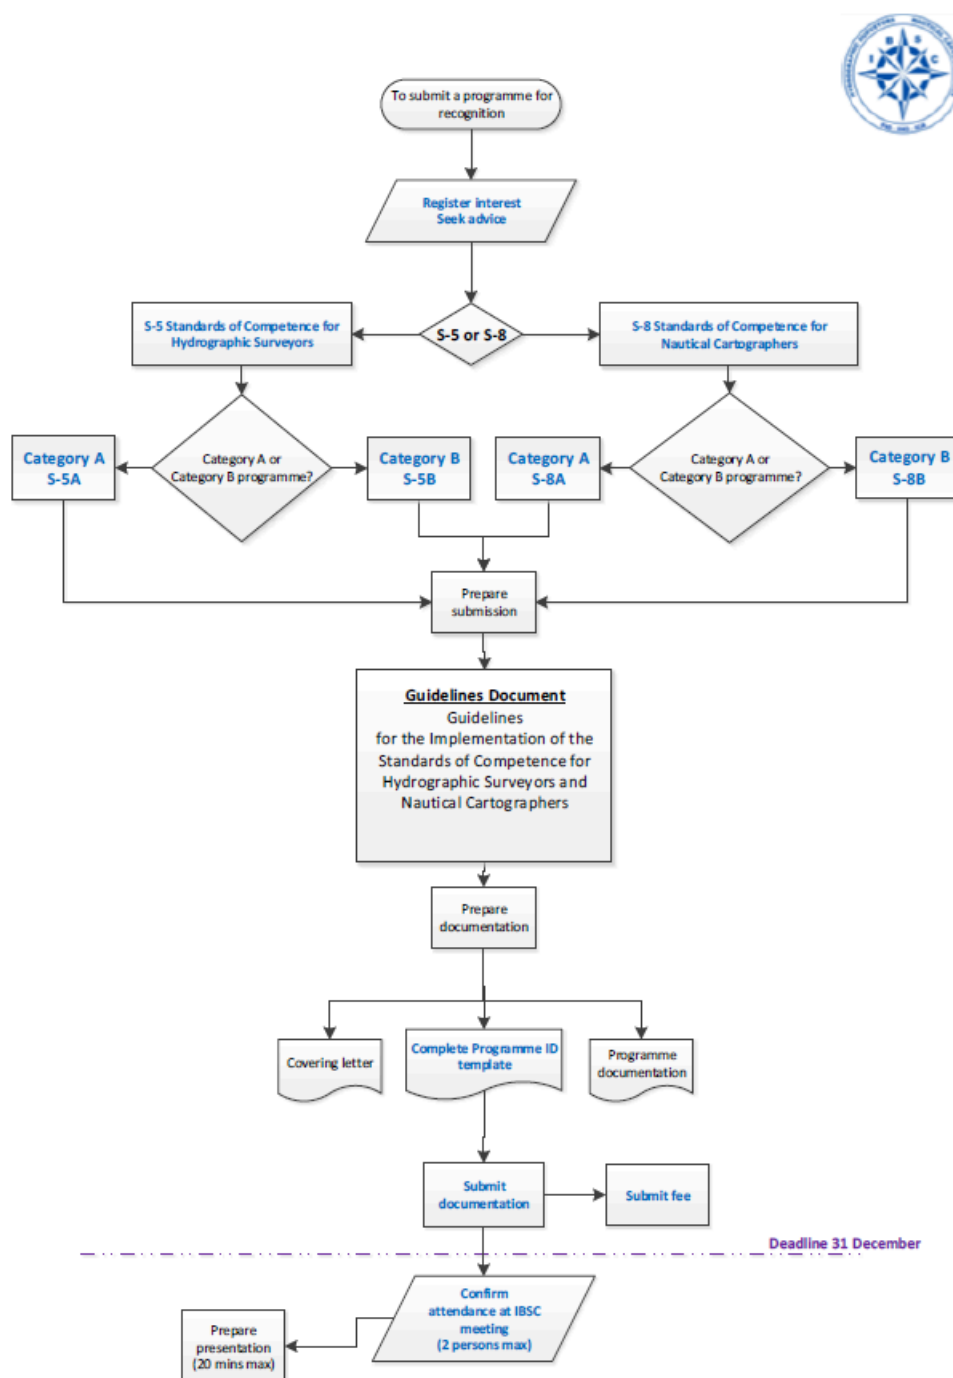 I B S C
To submit a programme for
recognition
Register interest
Seek advice
S-5 Standards of Competence for
Hydrographic Surveyors
S-5 or S-8
S-8 Standards of Competence for
Nautical Cartographers
Category A
S-5A
Category A or
Category B programme?
Category B
S-5B
Category A
S-8A
Category A or
Category B programme?
Category B
S-8B
Prepare
submission
Guidelines Document
Guidelines
for the Implementation of the
Standards of Competence for
Hydrographic Surveyors and
Nautical Cartographers
Prepare
documentation
Covering letter
Complete Programme ID
template
Programme
documentation
Submit
documentation
Submit fee
Deadline 31 December
Confirm
attendance at IBSC
meeting
(2 persons max)
Prepare
presentation
(20 mins max)